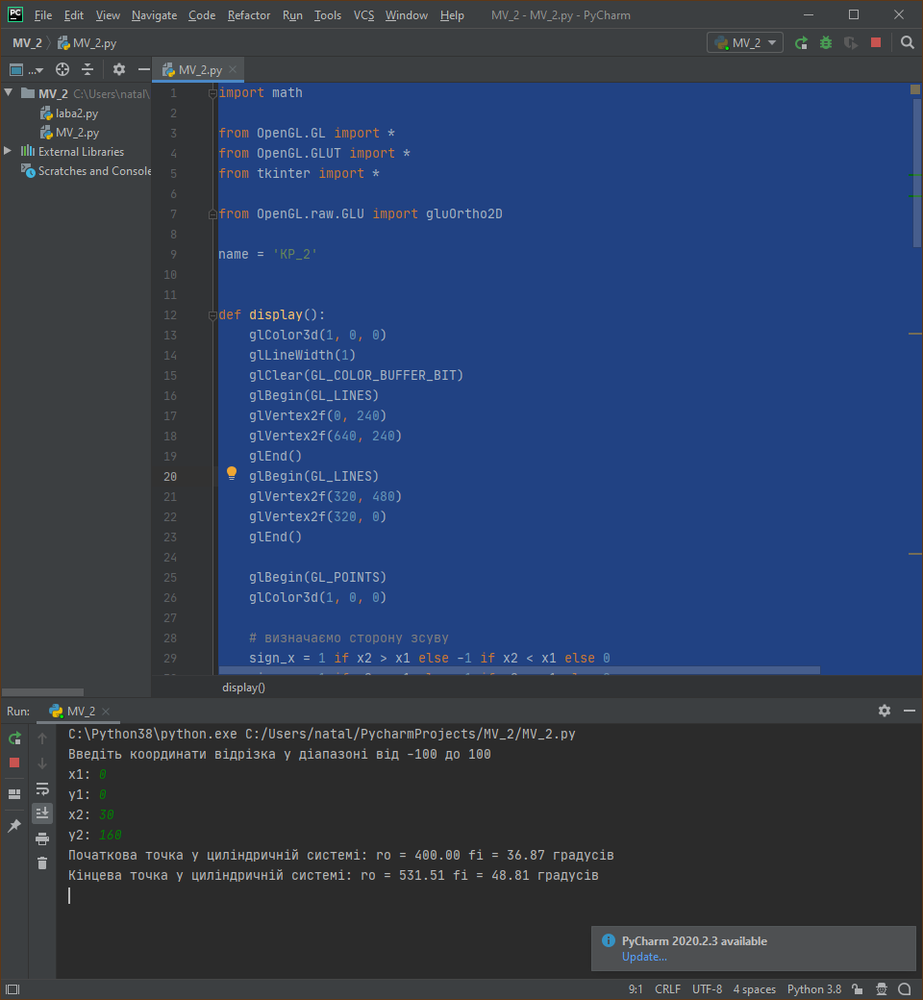 PC File Edit View Navigate Code Refactor Run Tools VCS Window Help MV_2 - MV_2.py - PyCharm
MV_2 MV_2.py MV_2
... MV_2.py
MV_2 C:\Users\natal\
laba2.py
MV_2.py
External Libraries
Scratches and Console
1 import math
2
3 from OpenGL.GL import *
4 from OpenGL.GLUT import *
5 from tkinter import *
6
7 from OpenGL.raw.GLU import gluOrtho2D
8
9 name = 'KP_2'
10
11
12 def display():
13 glColor3d(1, 0, 0)
14 glLineWidth(1)
15 glClear(GL_COLOR_BUFFER_BIT)
16 glBegin(GL_LINES)
17 glVertex2f(0, 240)
18 glVertex2f(640, 240)
19 glEnd()
20 glBegin(GL_LINES)
21 glVertex2f(320, 480)
22 glVertex2f(320, 0)
23 glEnd()
24
25 glBegin(GL_POINTS)
26 glColor3d(1, 0, 0)
27
28 # визначаємо сторону зсуву
29 sign_x = 1 if x2 > x1 else -1 if x2 < x1 else 0
display()
Run: MV_2
C:\Python38\python.exe C:/Users/natal/PycharmProjects/MV_2/MV_2.py
Введіть координати відрізка у діапазоні від -100 до 100
x1: 0
y1: 0
x2: 30
y2: 160
Початкова точка у циліндричній системі: ro = 400.00 fi = 36.87 градусів
Кінцева точка у циліндричній системі: ro = 531.51 fi = 48.81 градусів
PyCharm 2020.2.3 available
Update...
9:1 CRLF UTF-8 4 spaces Python 3.8